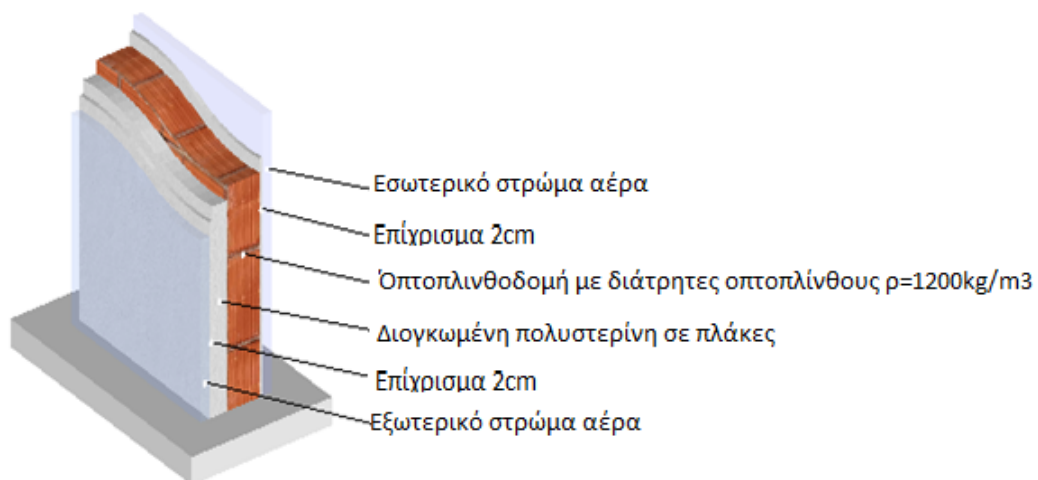 Εσωτερικό στρώμα αέρα
Επίχρισμα 2cm
Όπτοπλινθοδομή με διάτρητες οπτοπλίνθους ρ=1200kg/m3
Διογκωμένη πολυστερίνη σε πλάκες
Επίχρισμα 2cm
Εξωτερικό στρώμα αέρα